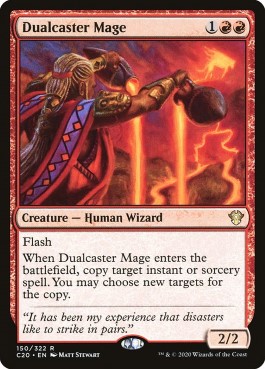 Dualcaster Mage 1
Creature — Human Wizard
Flash
When Dualcaster Mage enters the
battlefield, copy target instant or sorcery
spell. You may choose new targets for
the copy.
"It has been my experience that disasters
like to strike in pairs."
2/2
150/322 R
C20 • EN Matt Stewart
™ & © 2020 Wizards of the Coast